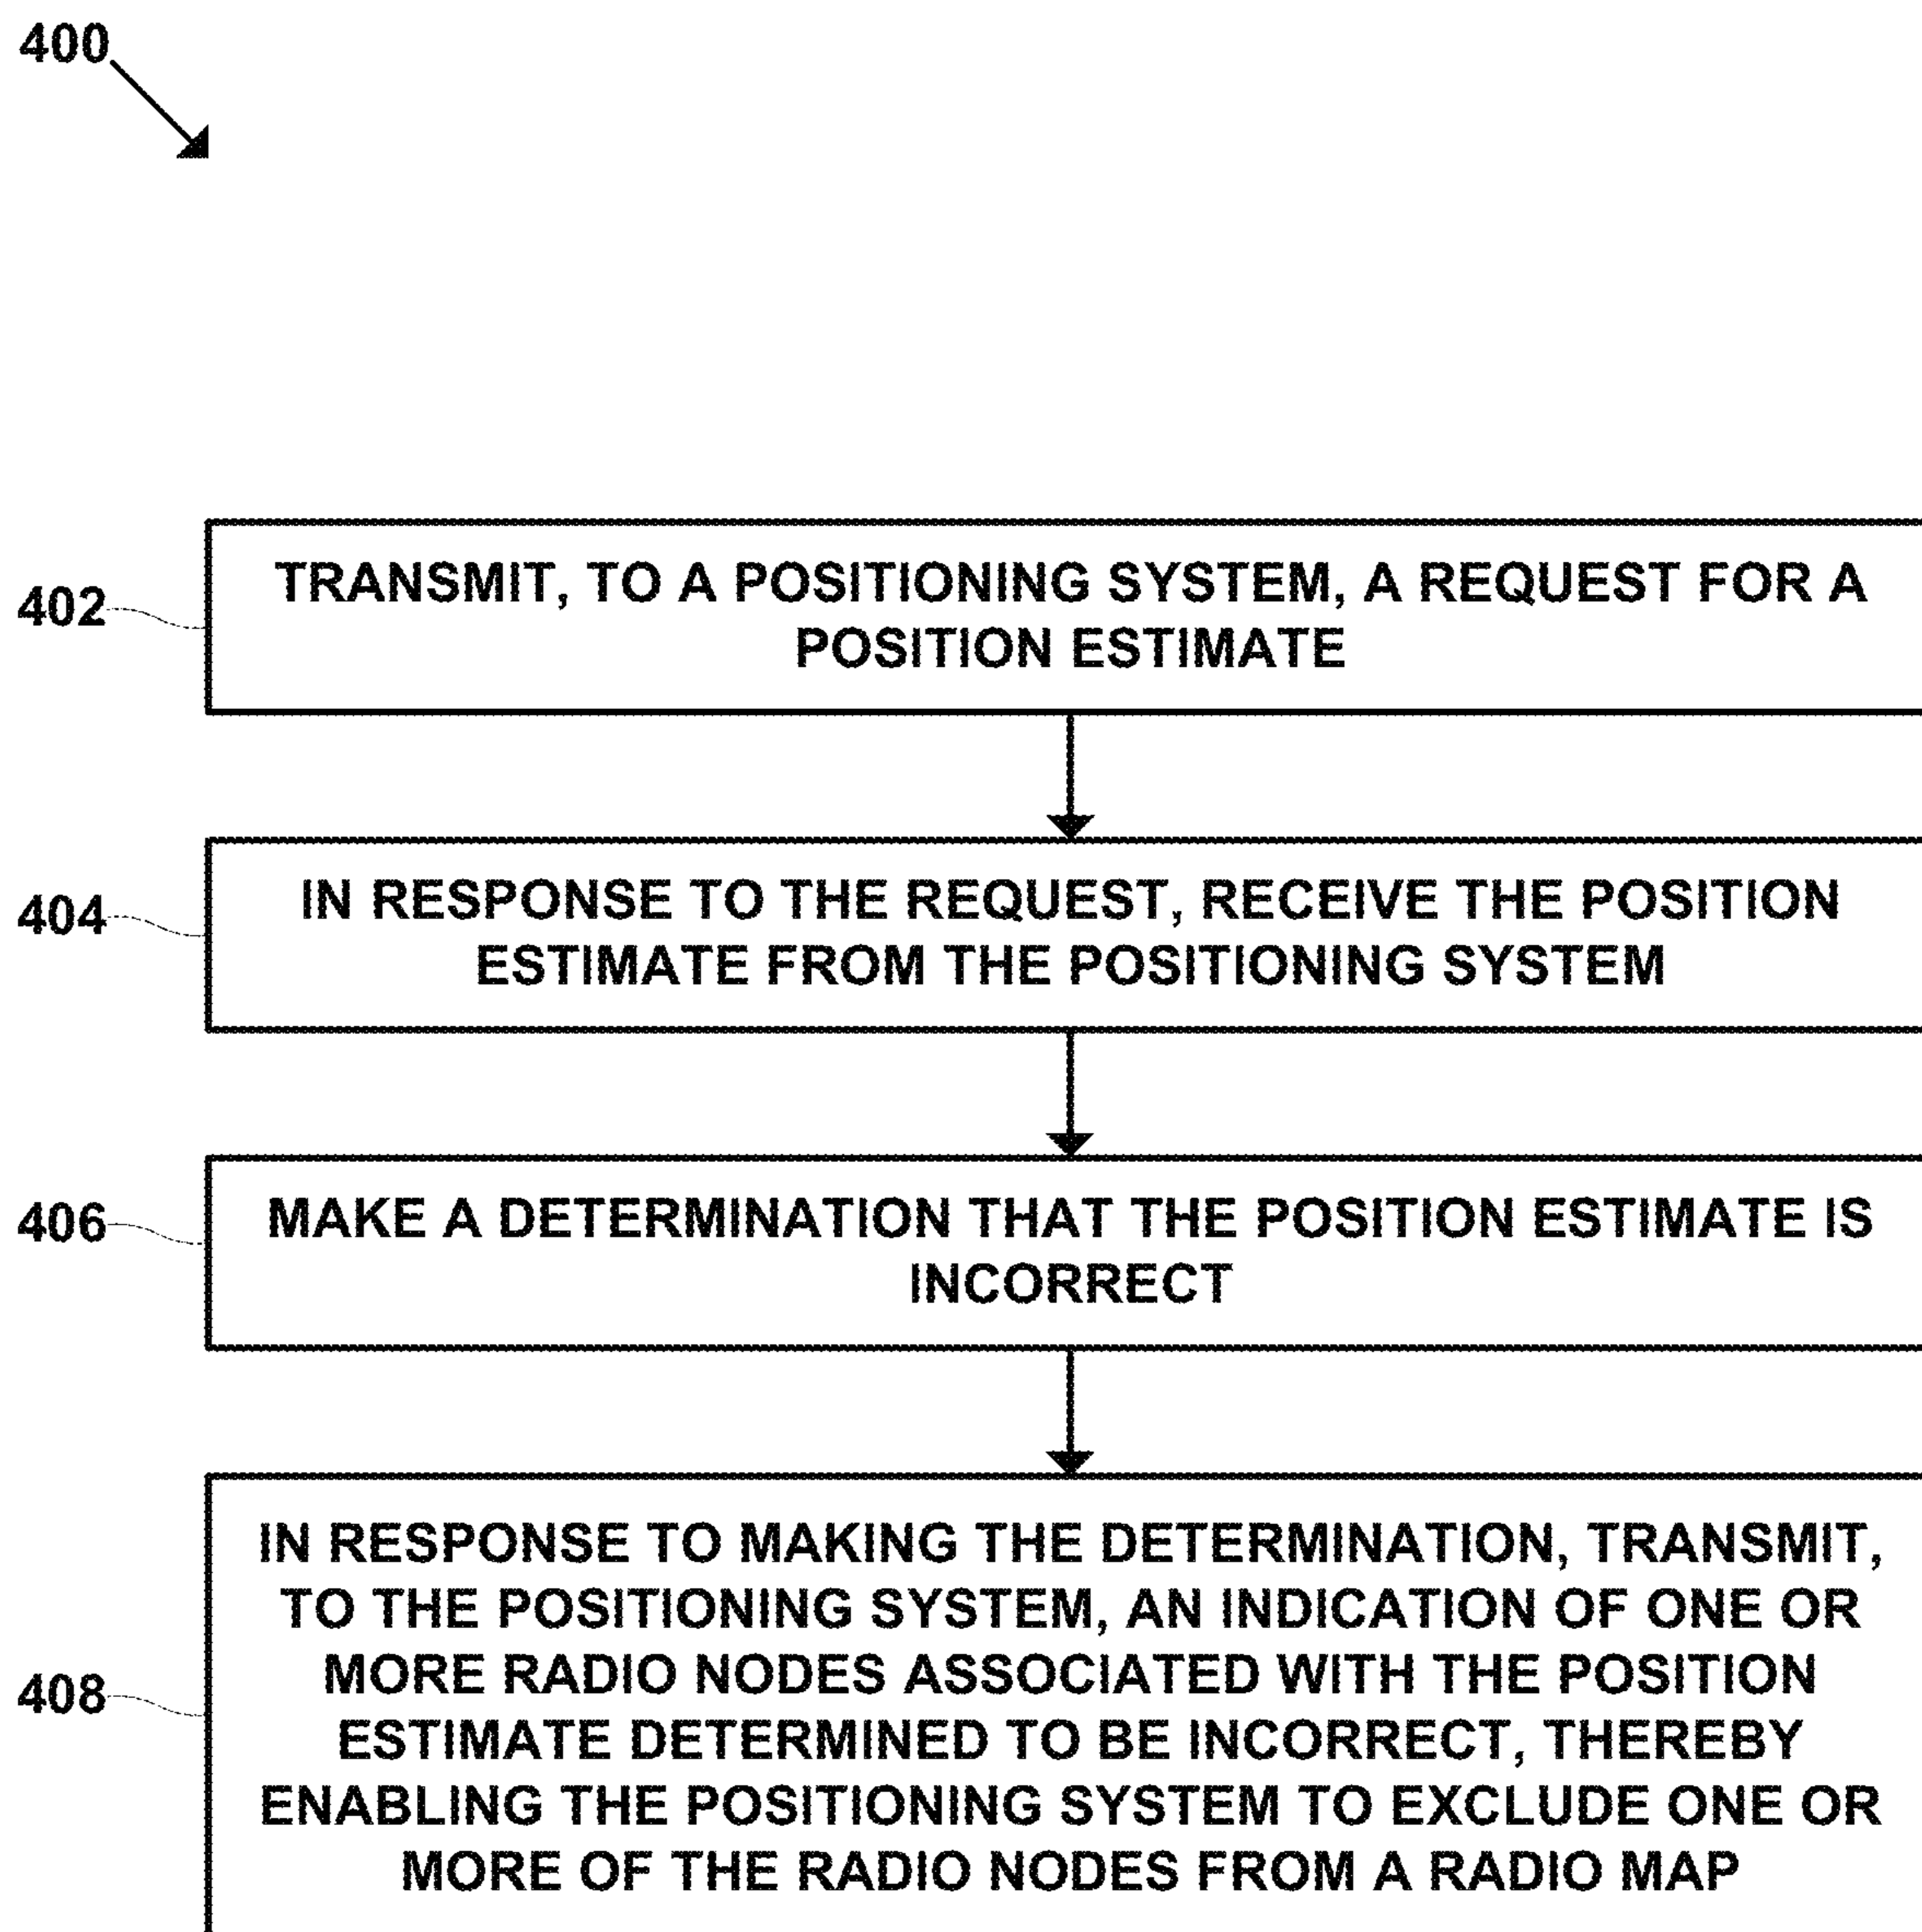 400
402
TRANSMIT, TO A POSITIONING SYSTEM, A REQUEST FOR A
POSITION ESTIMATE
404
IN RESPONSE TO THE REQUEST, RECEIVE THE POSITION
ESTIMATE FROM THE POSITIONING SYSTEM
406
MAKE A DETERMINATION THAT THE POSITION ESTIMATE IS
INCORRECT
408
IN RESPONSE TO MAKING THE DETERMINATION, TRANSMIT,
TO THE POSITIONING SYSTEM, AN INDICATION OF ONE OR
MORE RADIO NODES ASSOCIATED WITH THE POSITION
ESTIMATE DETERMINED TO BE INCORRECT, THEREBY
ENABLING THE POSITIONING SYSTEM TO EXCLUDE ONE OR
MORE OF THE RADIO NODES FROM A RADIO MAP